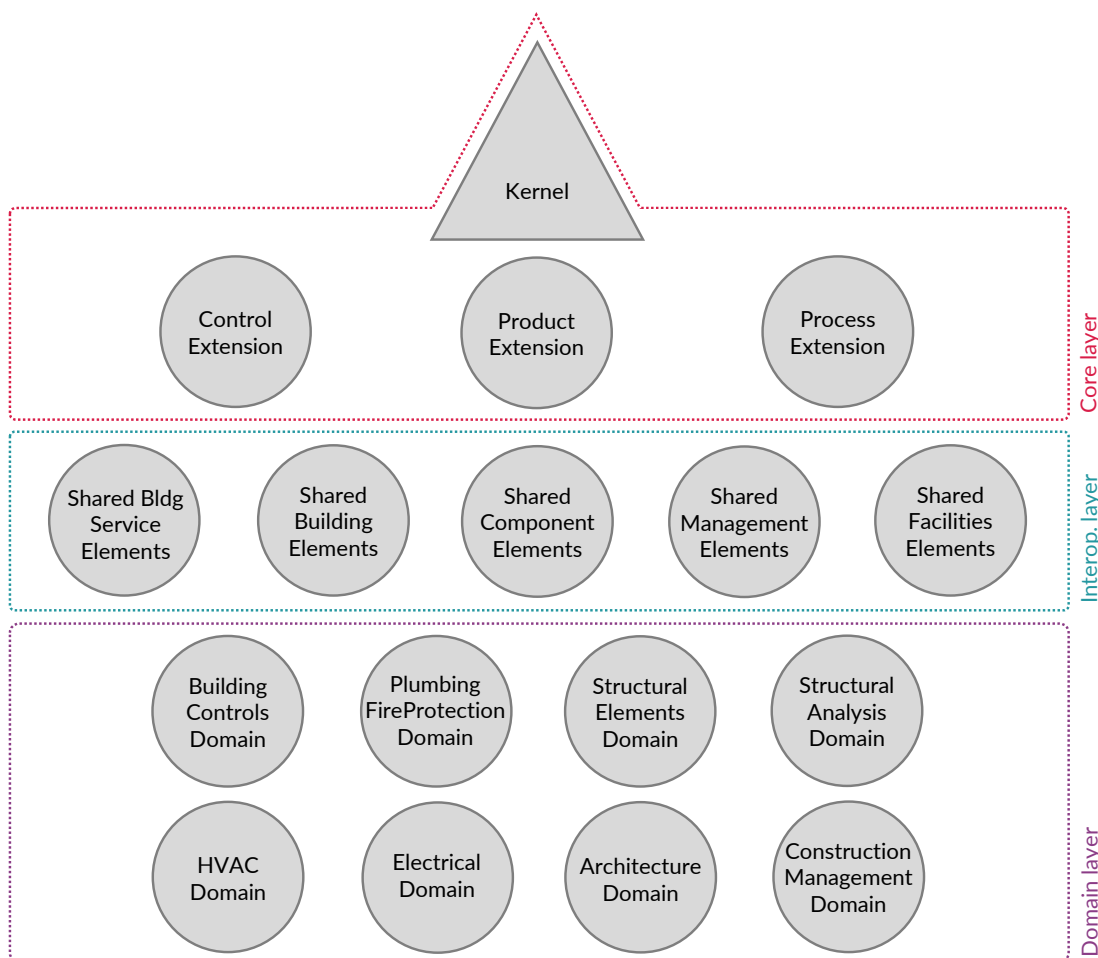 Kernel
Control
Extension
Product
Extension
Process
Extension
Core layer
Shared Bldg
Service
Elements
Shared
Building
Elements
Shared
Component
Elements
Shared
Management
Elements
Shared
Facilities
Elements
Interop. layer
Building
Controls
Domain
Plumbing
FireProtection
Domain
Structural
Elements
Domain
Structural
Analysis
Domain
HVAC
Domain
Electrical
Domain
Architecture
Domain
Construction
Management
Domain
Domain layer